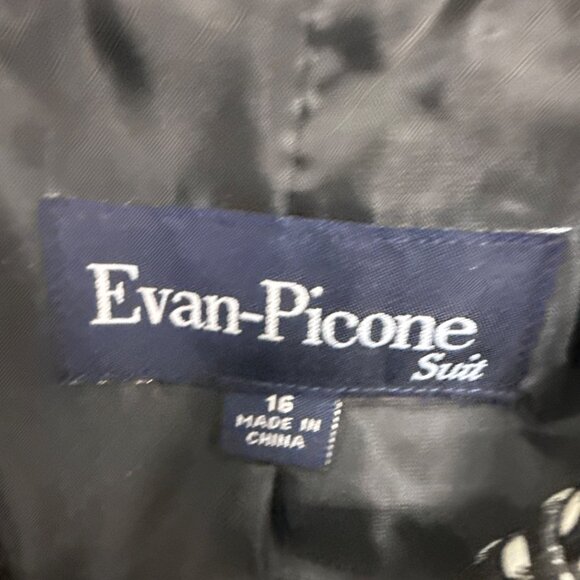 Evan-Picone
Suit
16
MADE IN
CHINA